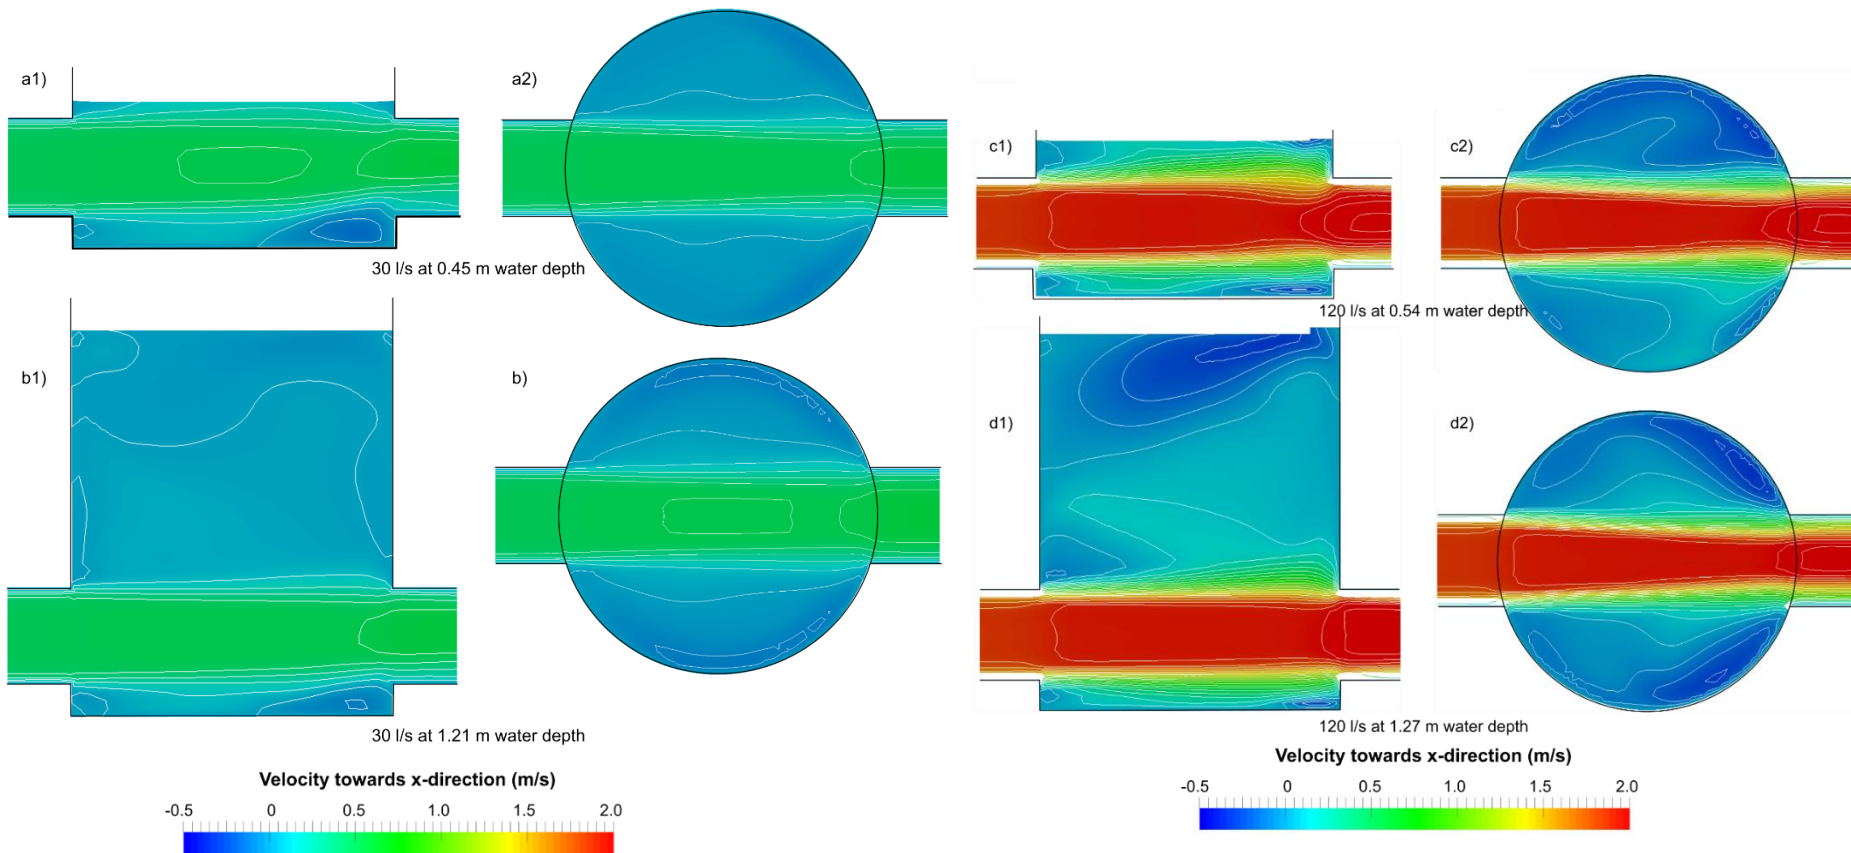 a1)
a2)
30 l/s at 0.45 m water depth
b1)
b)
30 l/s at 1.21 m water depth
Velocity towards x-direction (m/s)
-0.5 0 0.5 1.0 1.5 2.0
c1)
c2)
120 l/s at 0.54 m water depth
d1)
d2)
120 l/s at 1.27 m water depth
Velocity towards x-direction (m/s)
-0.5 0 0.5 1.0 1.5 2.0